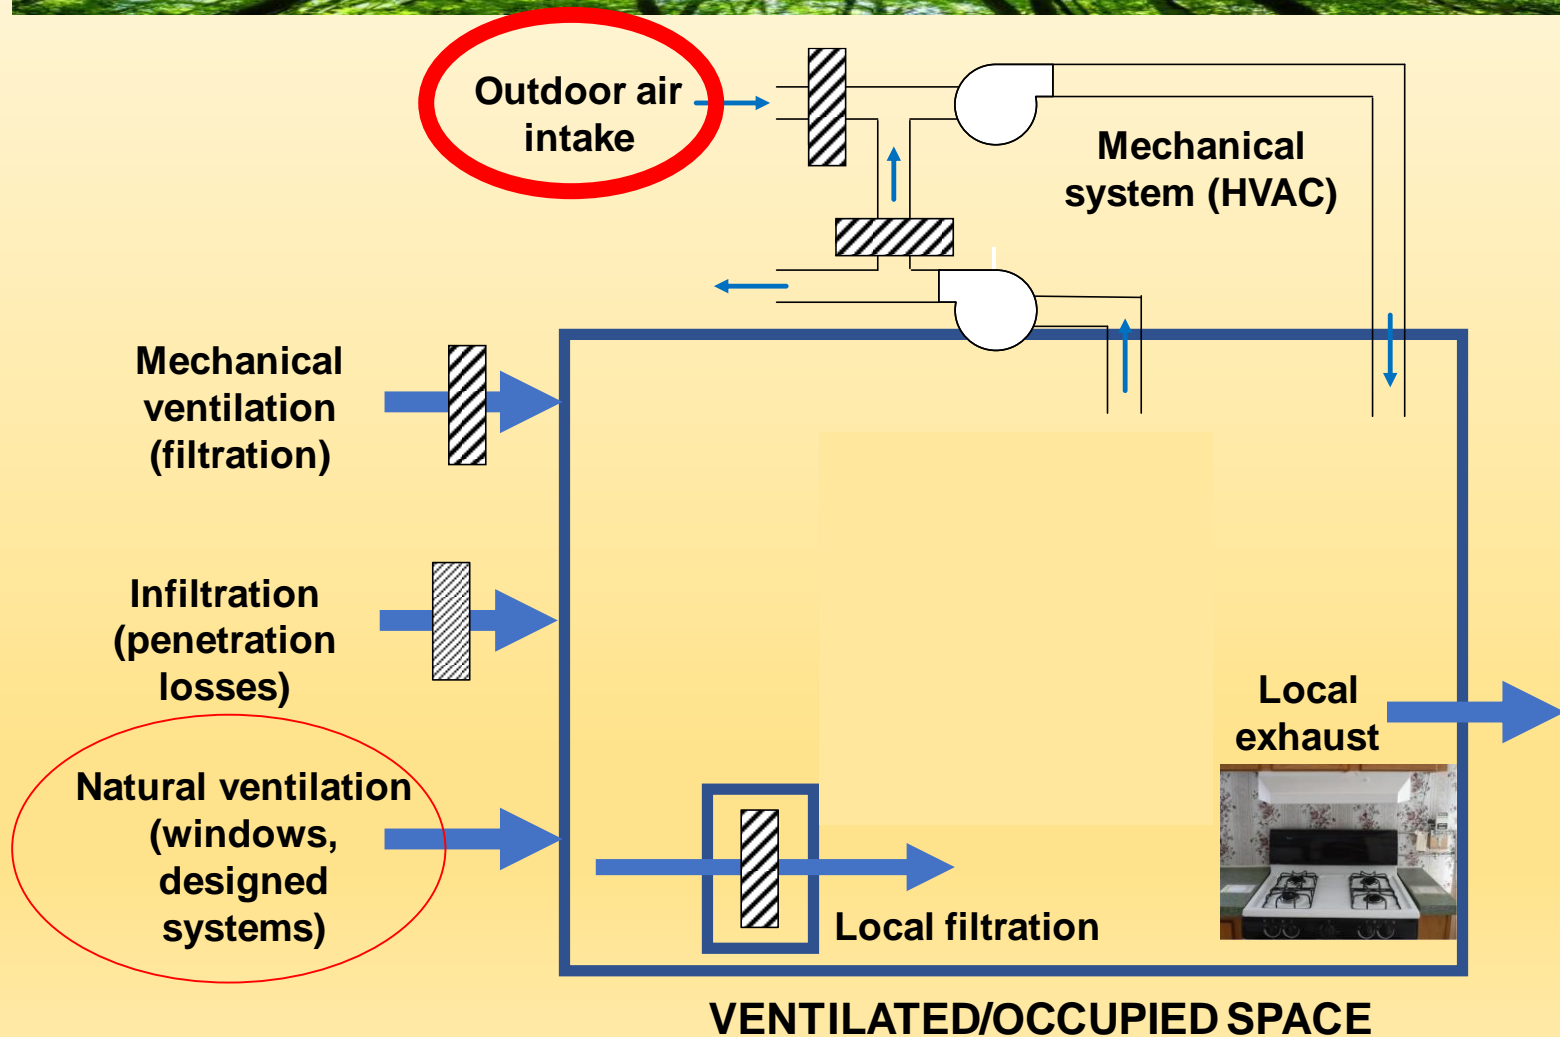 Outdoor air
intake
Mechanical
system (HVAC)
Mechanical
ventilation
(filtration)
Infiltration
(penetration
losses)
Natural ventilation
(windows,
designed
systems)
Local
exhaust
Local filtration
VENTILATED/OCCUPIED SPACE